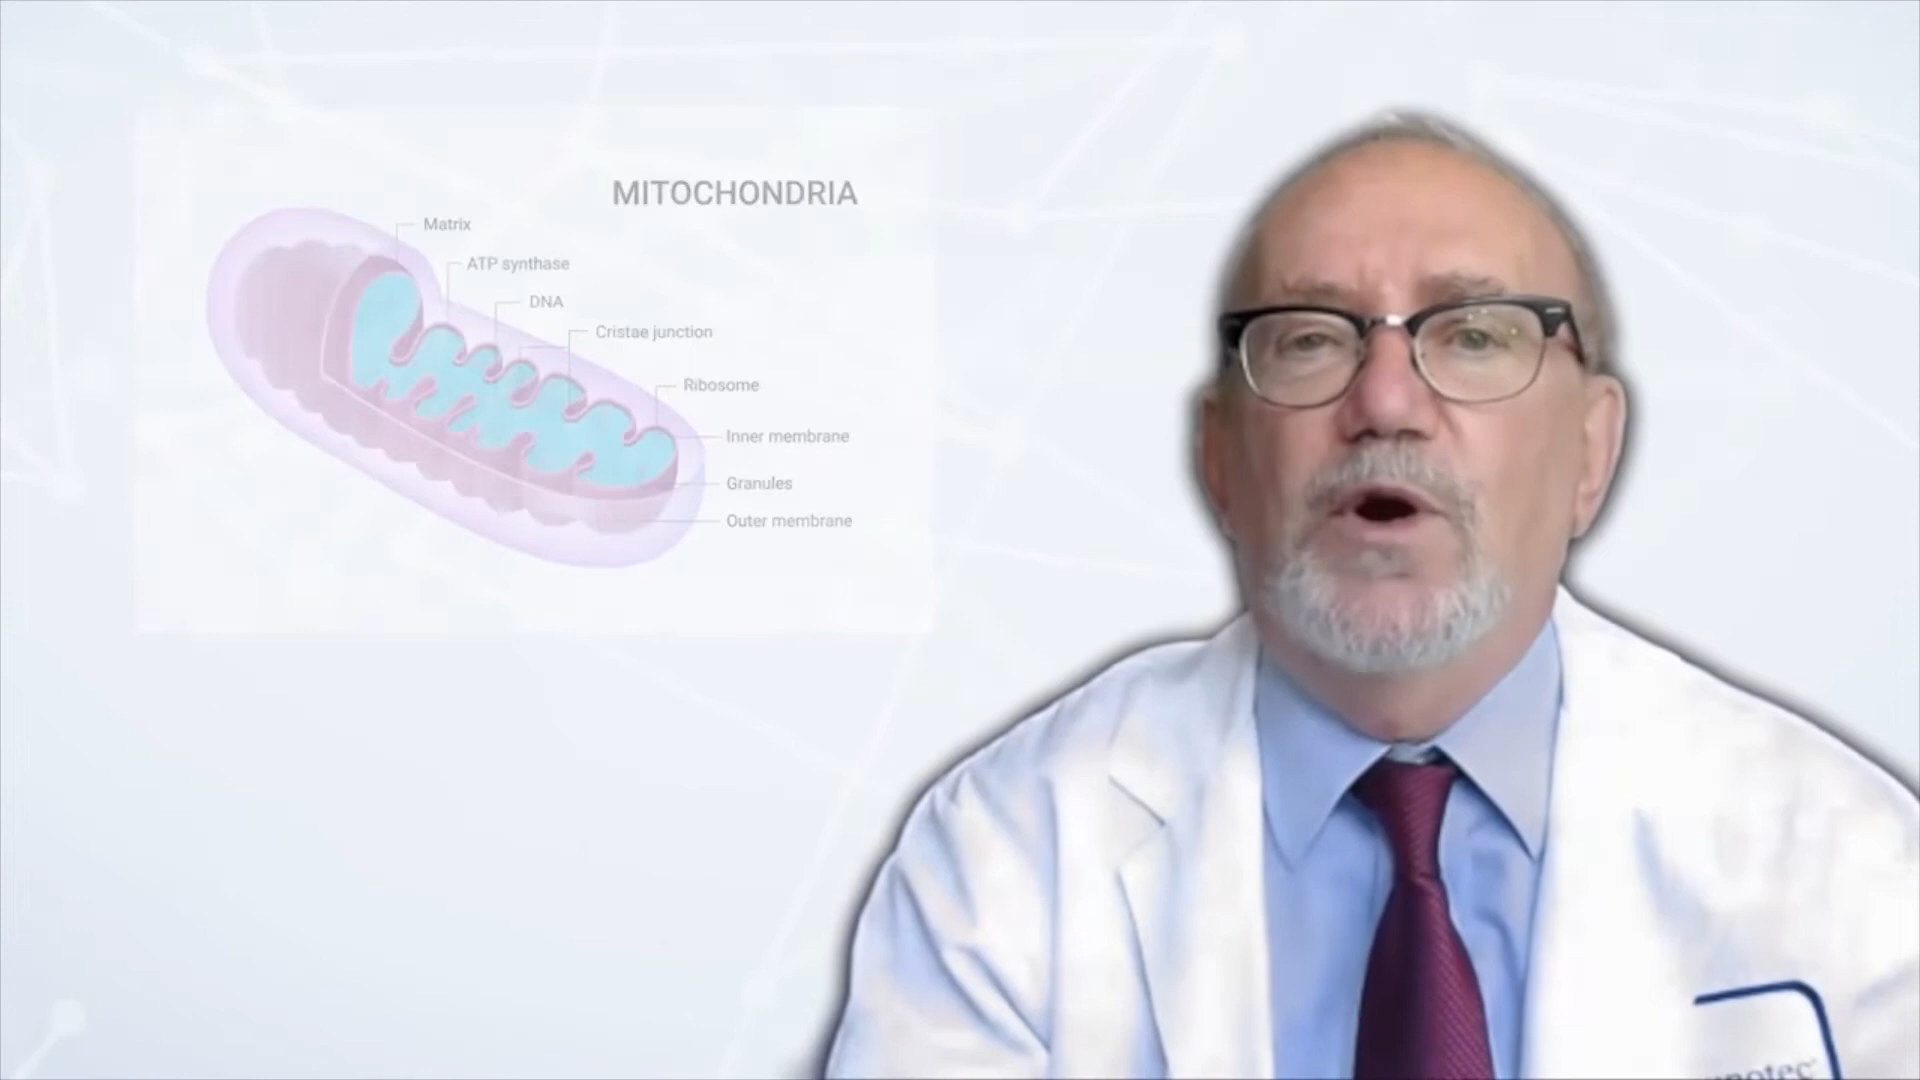 MITOCHONDRIA
Matrix
ATP synthase
DNA
Cristae junction
Ribosome
Inner membrane
Granules
Outer membrane